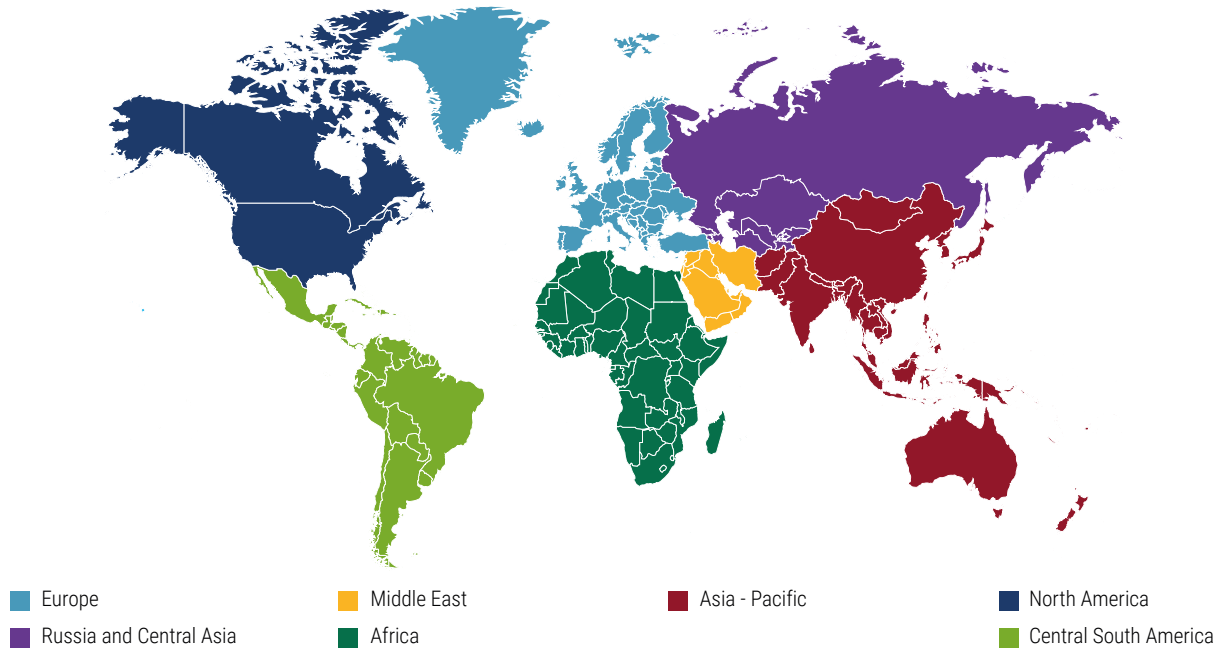 Europe
Middle East
Asia - Pacific
North America
Russia and Central Asia
Africa
Central South America